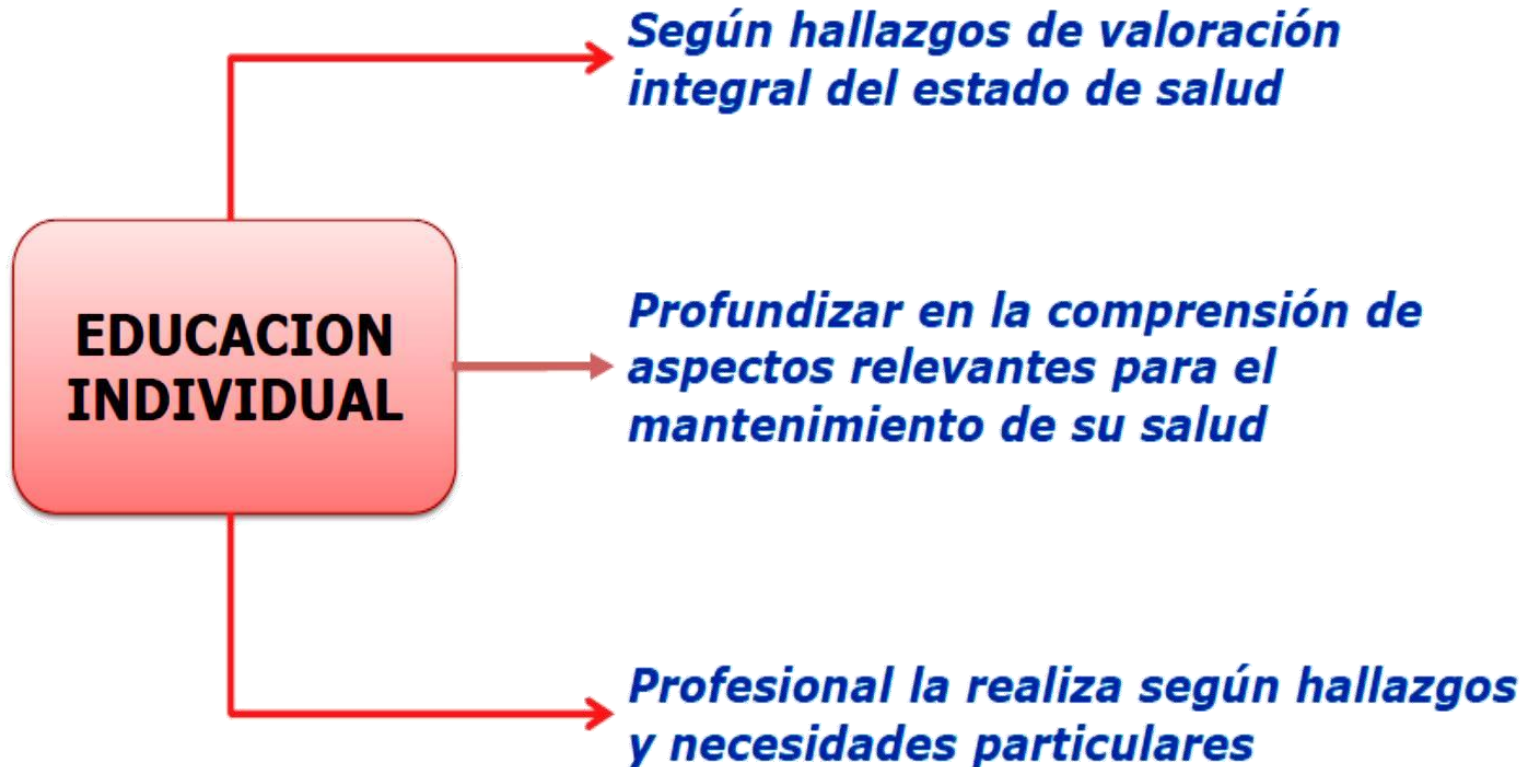 Según hallazgos de valoración
integral del estado de salud
EDUCACION
INDIVIDUAL
Profundizar en la comprensión de
aspectos relevantes para el
mantenimiento de su salud
Profesional la realiza según hallazgos
y necesidades particulares